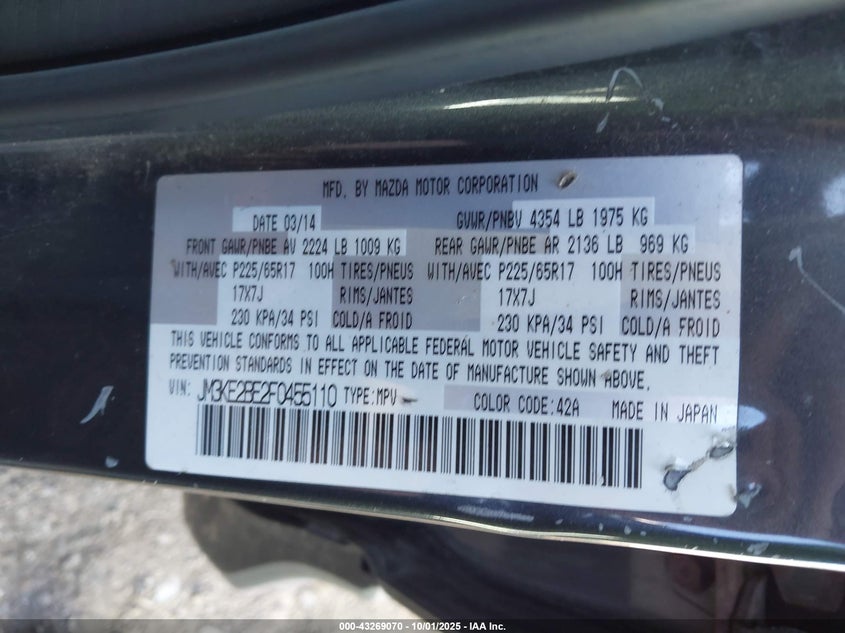 MFD. BY MAZDA MOTOR CORPORATION
DATE 03/14 GVWR/PNBV 4354 LB 1975 KG
FRONT GAWR/PNBE AV 2224 LB 1009 KG REAR GAWR/PNBE AR 2136 LB 969 KG
WITH/AVEC P225/65R17 100H TIRES/PNEUS WITH/AVEC P225/65R17 100H TIRES/PNEUS
17X7J RIMS/JANTES 17X7J RIMS/JANTES
230 KPA/34 PSI COLD/A FROID 230 KPA/34 PSI COLD/A FROID
THIS VEHICLE CONFORMS TO ALL APPLICABLE FEDERAL MOTOR VEHICLE SAFETY AND THEFT
PREVENTION STANDARDS IN EFFECT ON THE DATE OF MANUFACTURE SHOWN ABOVE.
VIN: JM3KE2BE2F0455110 TYPE:MPV COLOR CODE:42A MADE IN JAPAN
000-43269070 - 10/01/2025 - IAA Inc.